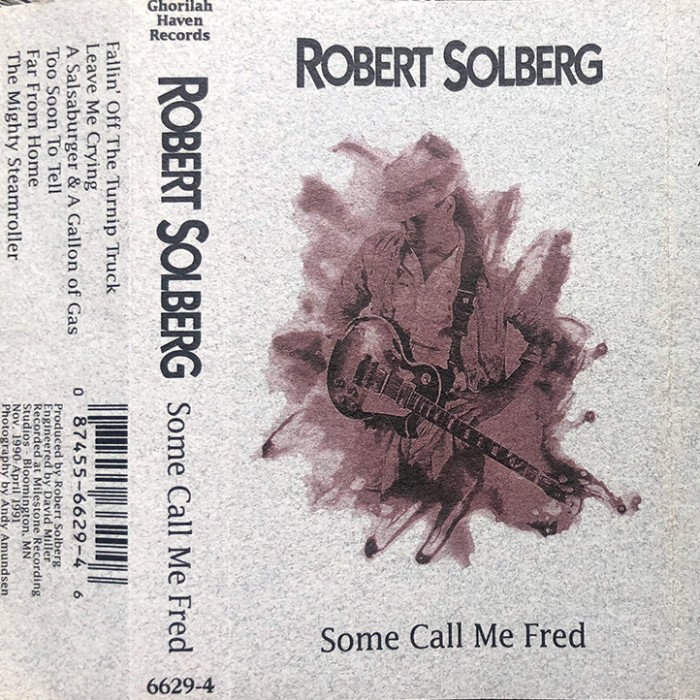 Ghorilah
Haven
Records
ROBERT SOLBERG
Some Call Me Fred
6629-4
ROBERT SOLBERG
Some Call Me Fred
Fallin' Off The Turnip Truck
Leave Me Crying
A Salsaburger & A Gallon of Gas
Too Soon To Tell
Far From Home
The Mighty Steamroller
0 87455-6629-4 6
Produced by Robert Solberg
Engineered by David Miller
Recorded at Milestone Recording
Studios - Bloomington, MN
Nov. 1990 April 1991
Photography by Andy Amundsen